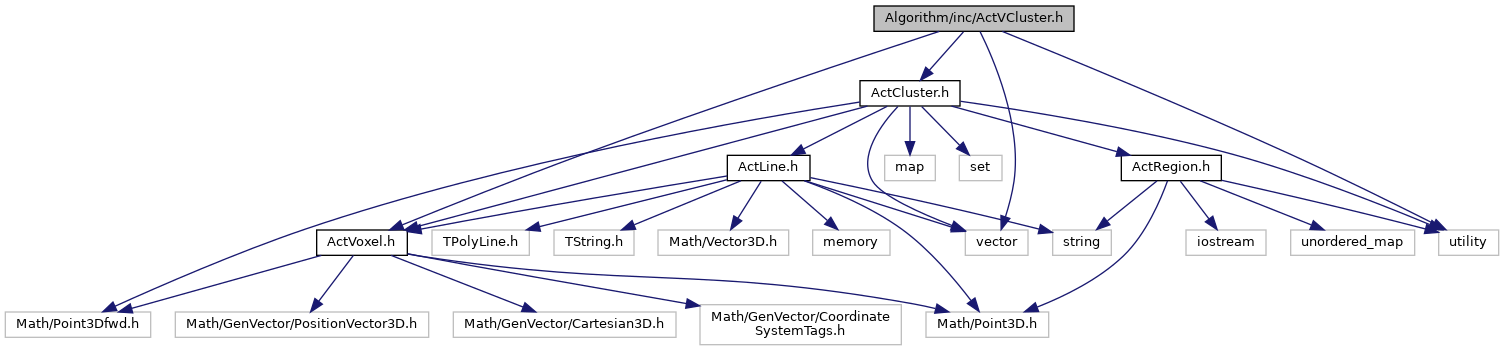 Algorithm/inc/ActVCluster.h
ActCluster.h
ActLine.h
map
set
ActRegion.h
ActVoxel.h
TPolyLine.h
TString.h
Math/Vector3D.h
memory
vector
string
iostream
unordered_map
utility
Math/Point3Dfwd.h
Math/GenVector/PositionVector3D.h
Math/GenVector/Cartesian3D.h
Math/GenVector/Coordinate
SystemTags.h
Math/Point3D.h